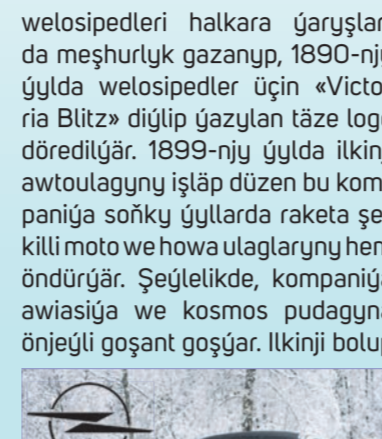 welosipedleri halkara ýaryşlar
da meşhurlyk gazanyp, 1890-njy
ýylda welosipedler üçin «Victo
ria Blitz» diýlip ýazylan täze logo
döredilýär. 1899-njy ýylda ilkinj
awtoulagyny işläp düzen bu kom
paniýa soňky ýyllarda raketa şe
killi moto we howa ulaglaryny hem
öndürýär. Şeýlelikde, kompaniýa
awiasiýa we kosmos pudagyna
önjeýli goşant goşýar. Ilkinji bolup